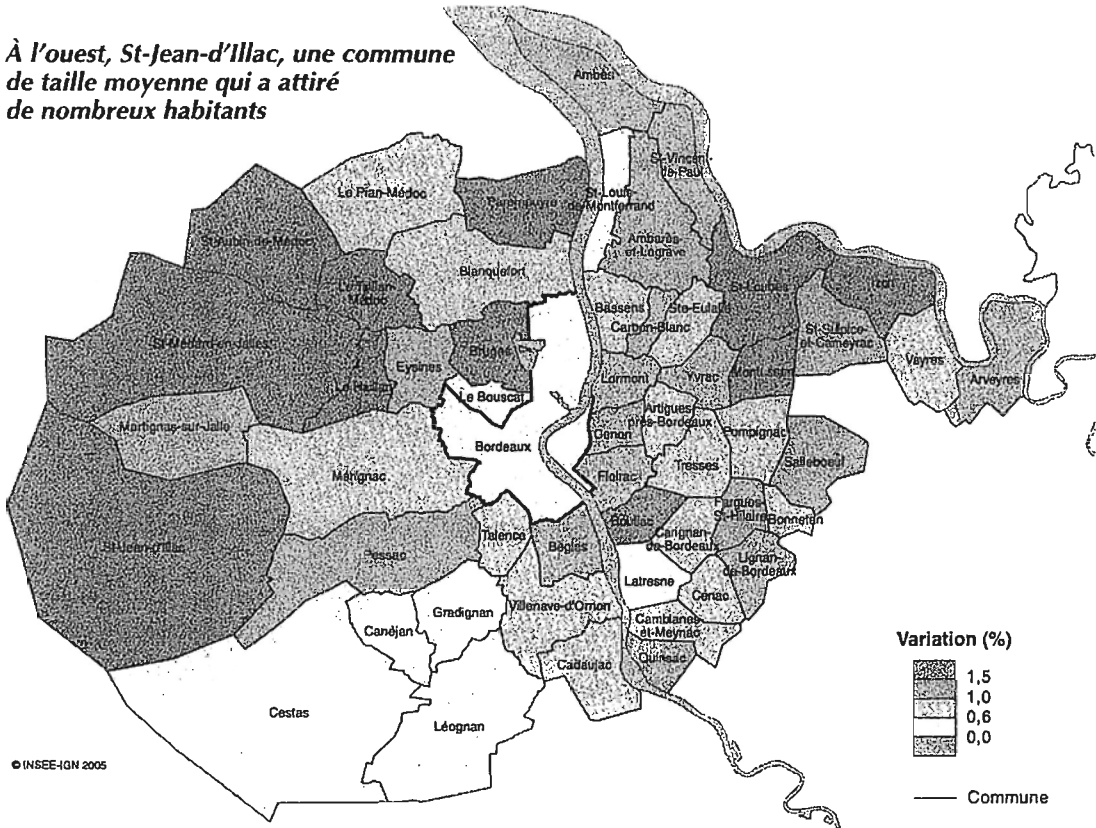 À l'ouest, St-Jean-d'Illac, une commune
de taille moyenne qui a attiré
de nombreux habitants
Ambès
St-Vincent-
de-Paul
Le Pian-Médoc
Parempuyre
St-Louis-
de-Montferrand
St-Aubin-de-Médoc
Ambarès-
et-Lagrave
Blanquefort
Le Taillan-
Médoc
St-Loubès
Izon
Bassens
Ste-Eulalie
Carbon-Blanc
St-Sulpice-
et-Cameyrac
St-Médard-en-Jalles
Bruges
Vayres
Eysines
Lormont
Yvrac
Montussan
Arveyres
Le Haillan
Le Bouscat
Martignas-sur-Jalle
Artigues-
près-Bordeaux
Cenon
Pompignac
Bordeaux
Salleboeuf
Tresses
Mérignac
Floirac
Fargues-
St-Hilaire
Bouliac
Bonnetan
Talence
Carignan-
de-Bordeaux
St-Jean-d'Illac
Pessac
Bègles
Lignan-
de-Bordeaux
Latresne
Cénac
Villenave-d'Ornon
Gradignan
Canéjan
Camblanes-
et-Meynac
Quinsac
Cadaujac
Cestas
Léognan
Variation (%)
1,5
1,0
0,6
0,0
Commune
© INSEE-IGN 2005